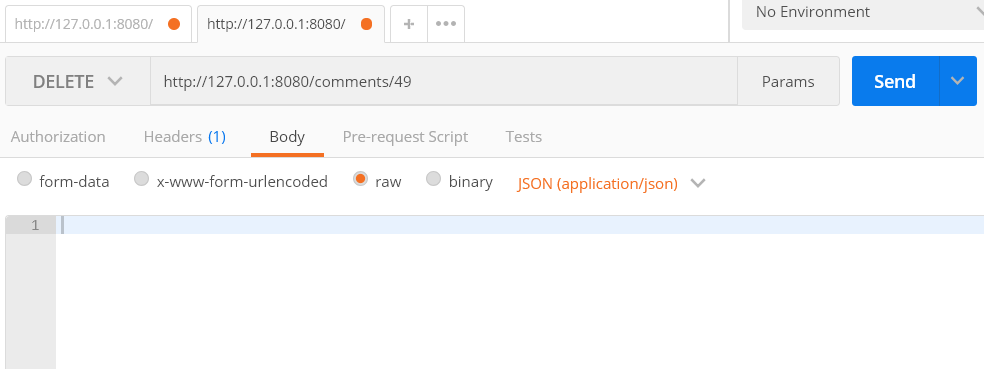 http://127.0.0.1:8080/ http://127.0.0.1:8080/ No Environment
DELETE http://127.0.0.1:8080/comments/49 Params Send
Authorization Headers (1) Body Pre-request Script Tests
form-data x-www-form-urlencoded raw binary JSON (application/json)
1